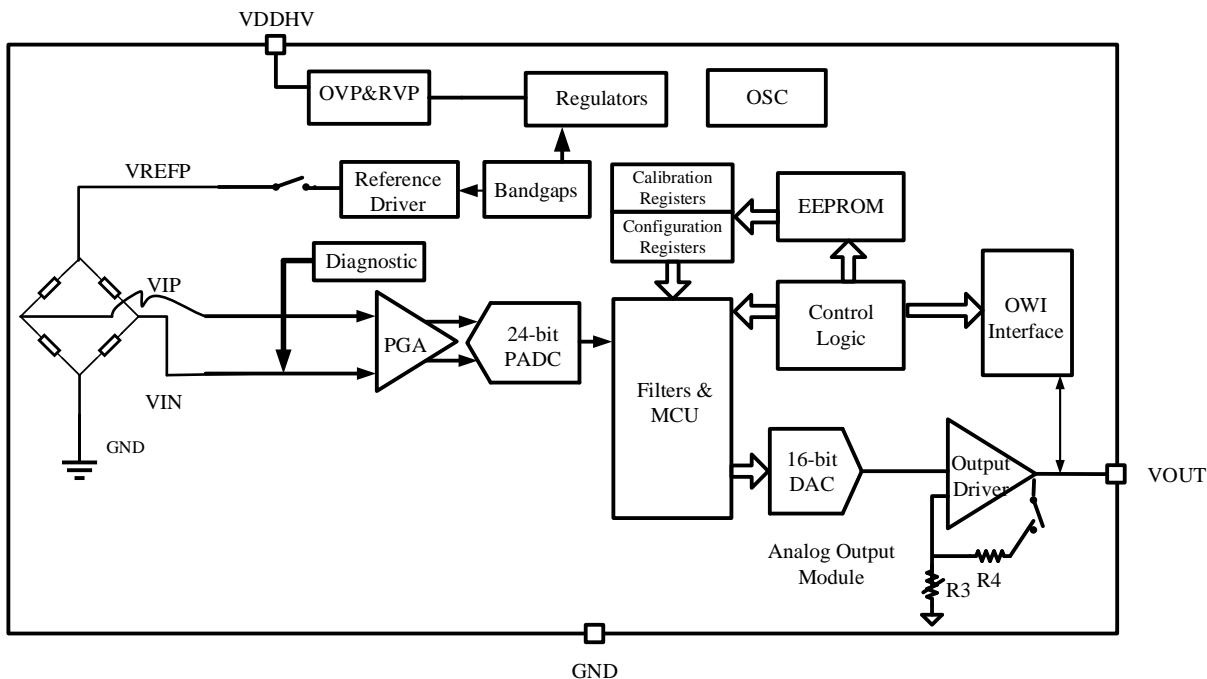 VDDHV
OVP&RVP
Regulators
OSC
VREFP
Reference
Driver
Bandgaps
Calibration
Registers
Configuration
Registers
EEPROM
Diagnostic
VIP
VIN
GND
PGA
24-bit
PADC
Filters &
MCU
Control
Logic
OWI
Interface
16-bit
DAC
Output
Driver
VOUT
Analog Output
Module
R4
R3
GND